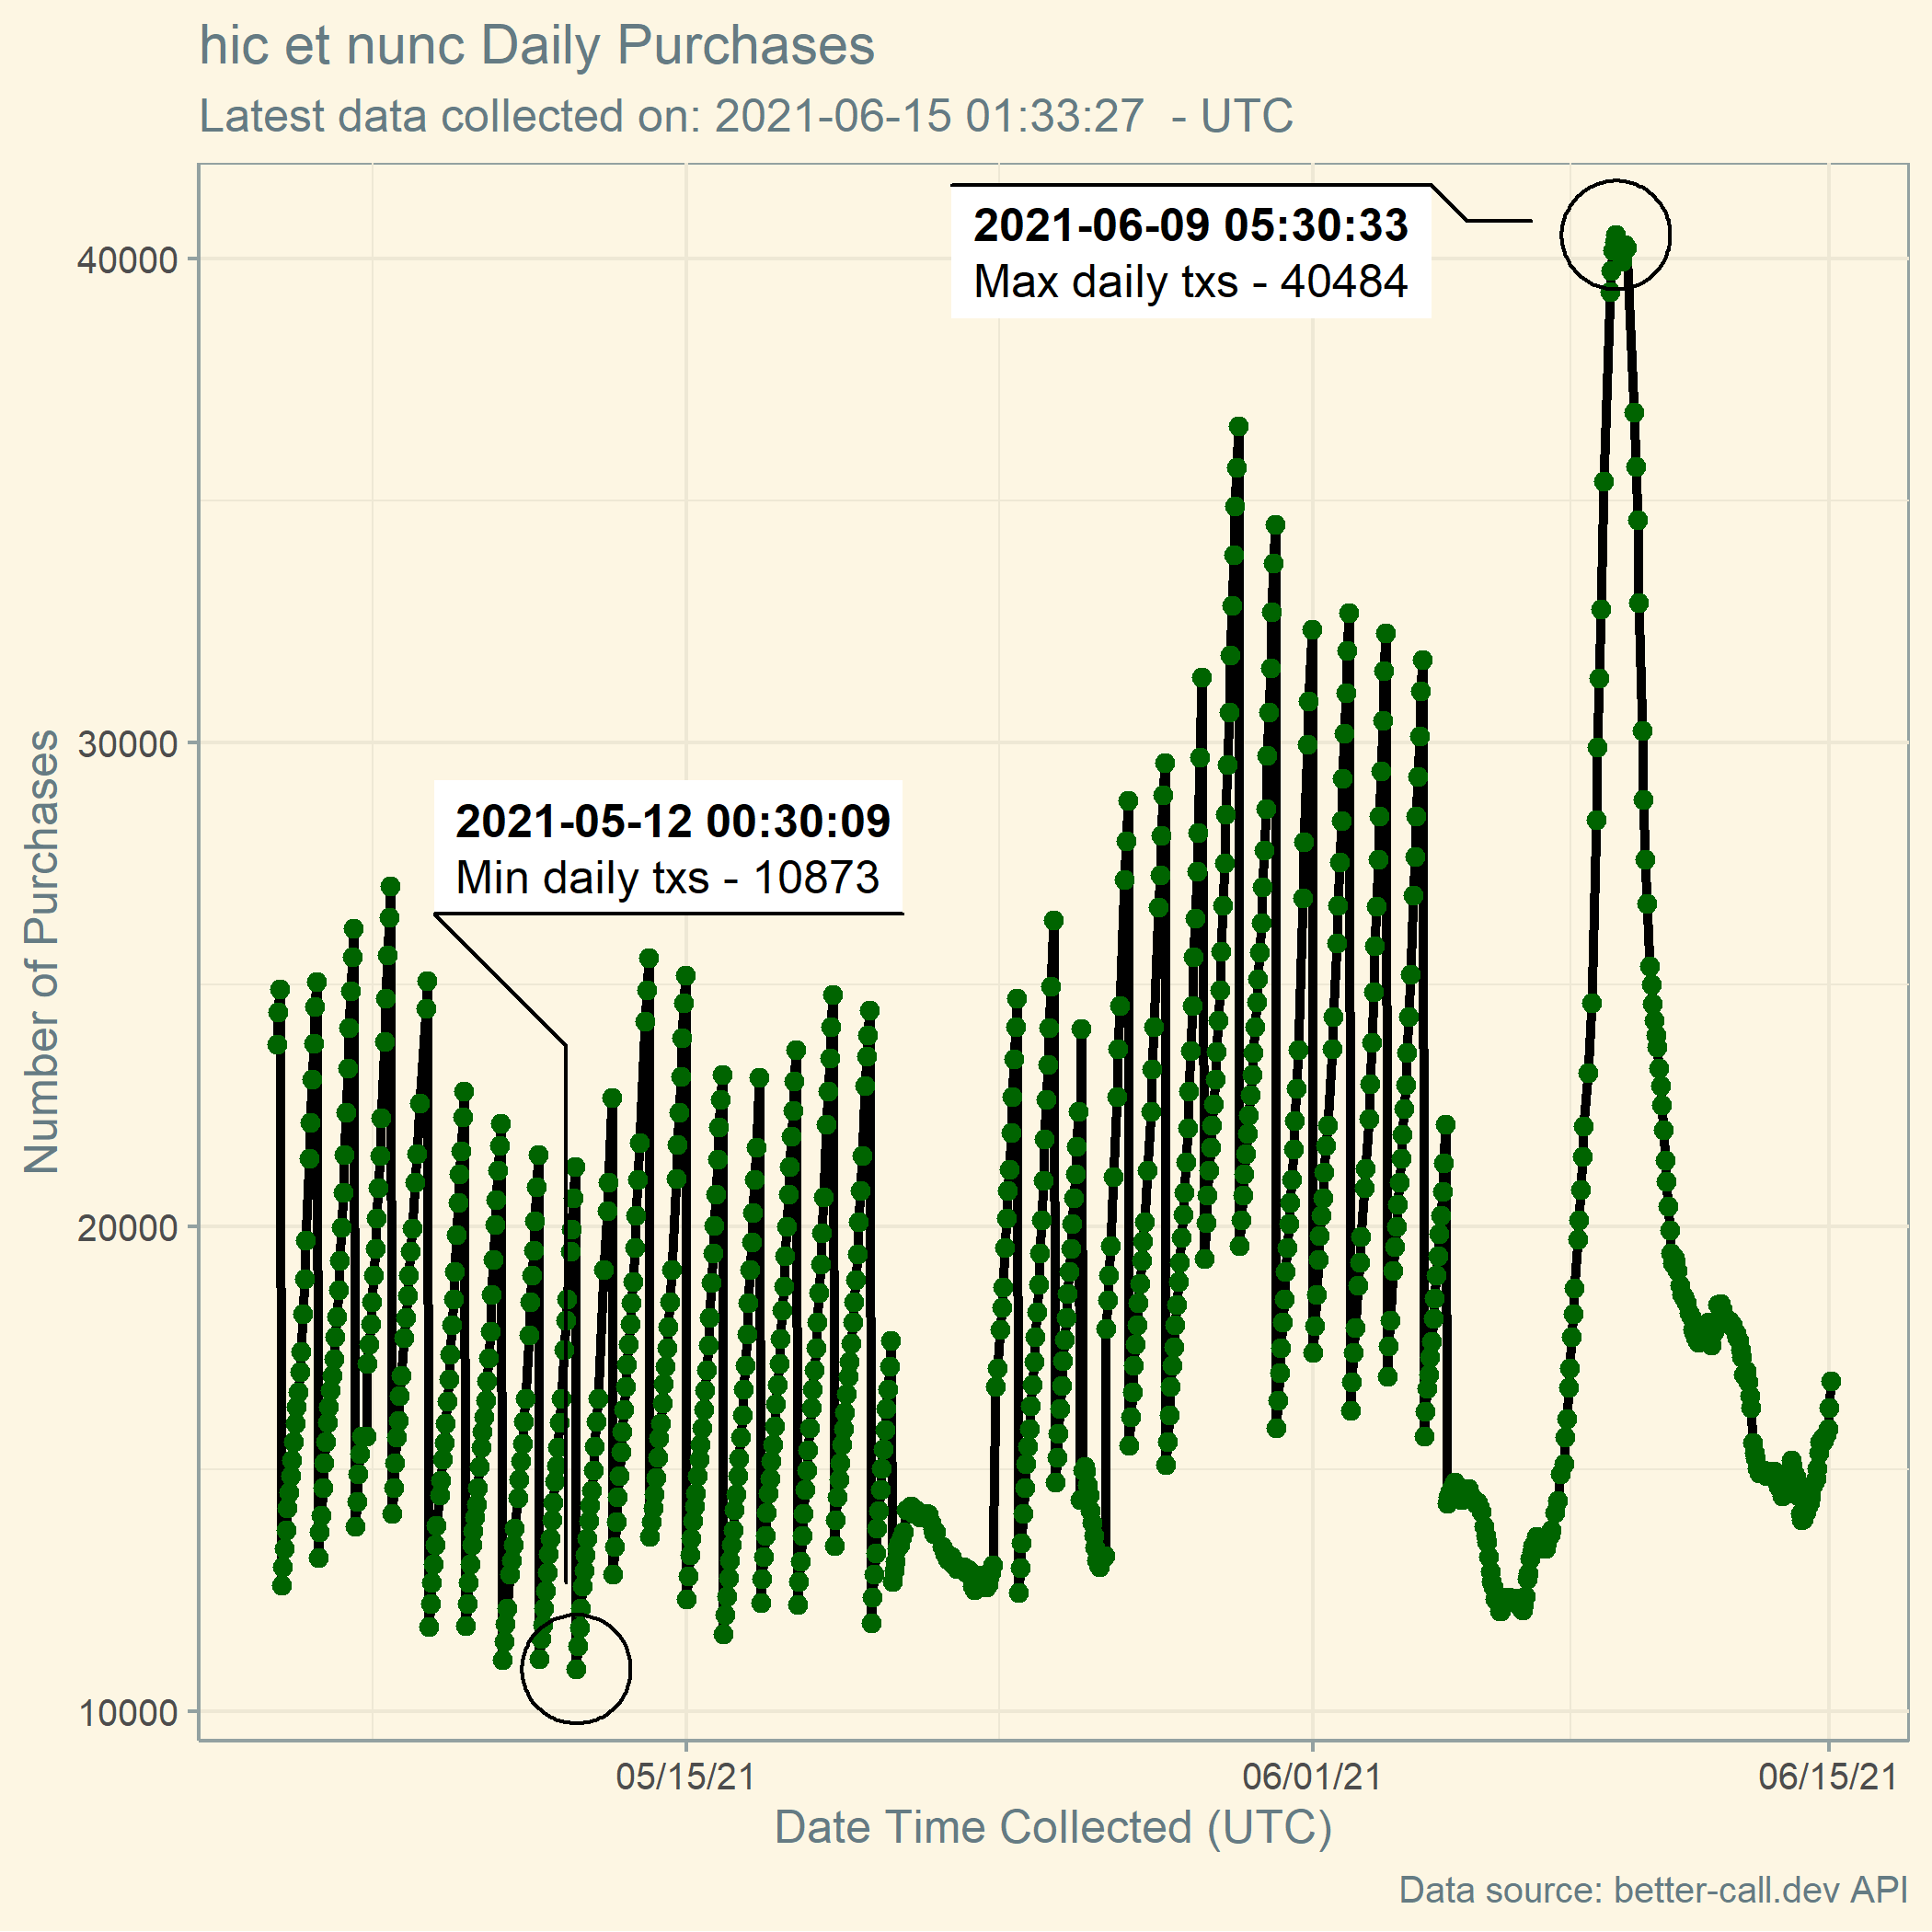 hic et nunc Daily Purchases
Latest data collected on: 2021-06-15 01:33:27  - UTC
2021-06-09 05:30:33
Max daily txs - 40484
2021-05-12 00:30:09
Min daily txs - 10873
Number of Purchases
40000
30000
20000
10000
05/15/21
06/01/21
06/15/21
Date Time Collected (UTC)
Data source: better-call.dev API